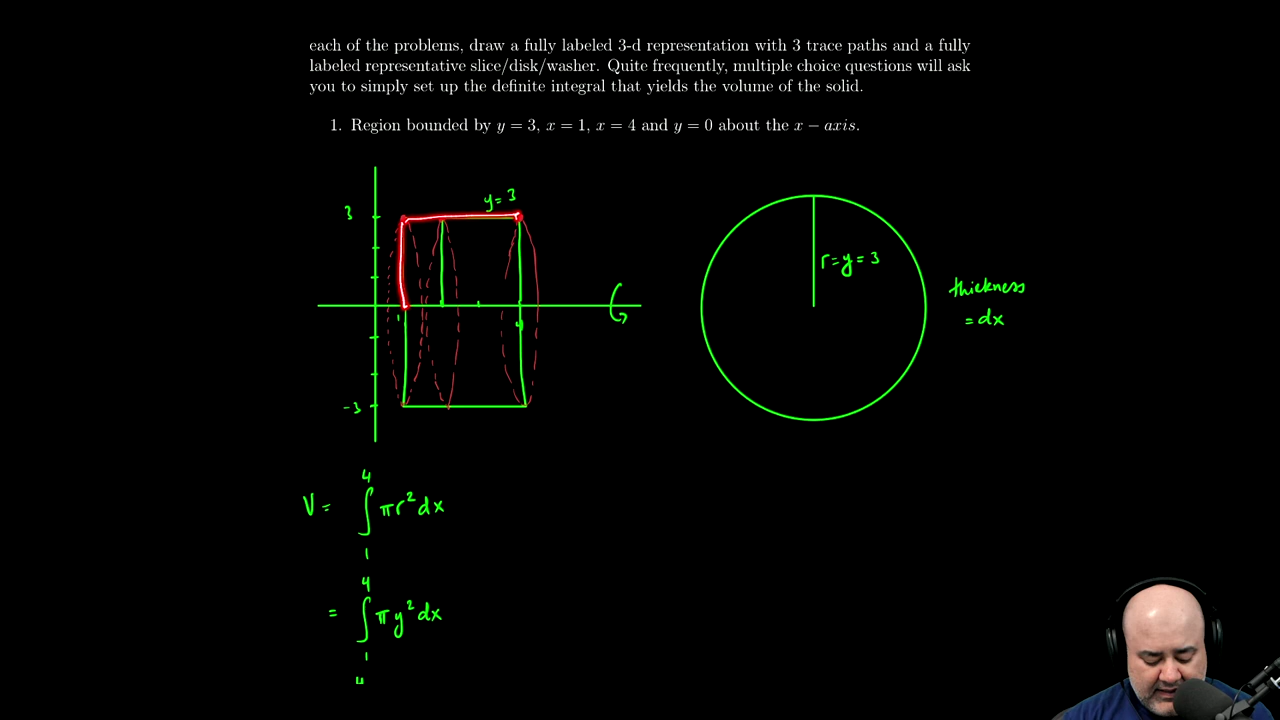 each of the problems, draw a fully labeled 3-d representation with 3 trace paths and a fully
labeled representative slice/disk/washer. Quite frequently, multiple choice questions will ask
you to simply set up the definite integral that yields the volume of the solid.
1. Region bounded by y = 3, x = 1, x = 4 and y = 0 about the x − axis.
y = 3
3
r = y = 3
thickness
= dx
1
4
-3
4
V = ∫ πr² dx
1
4
= ∫ πy² dx
1
4